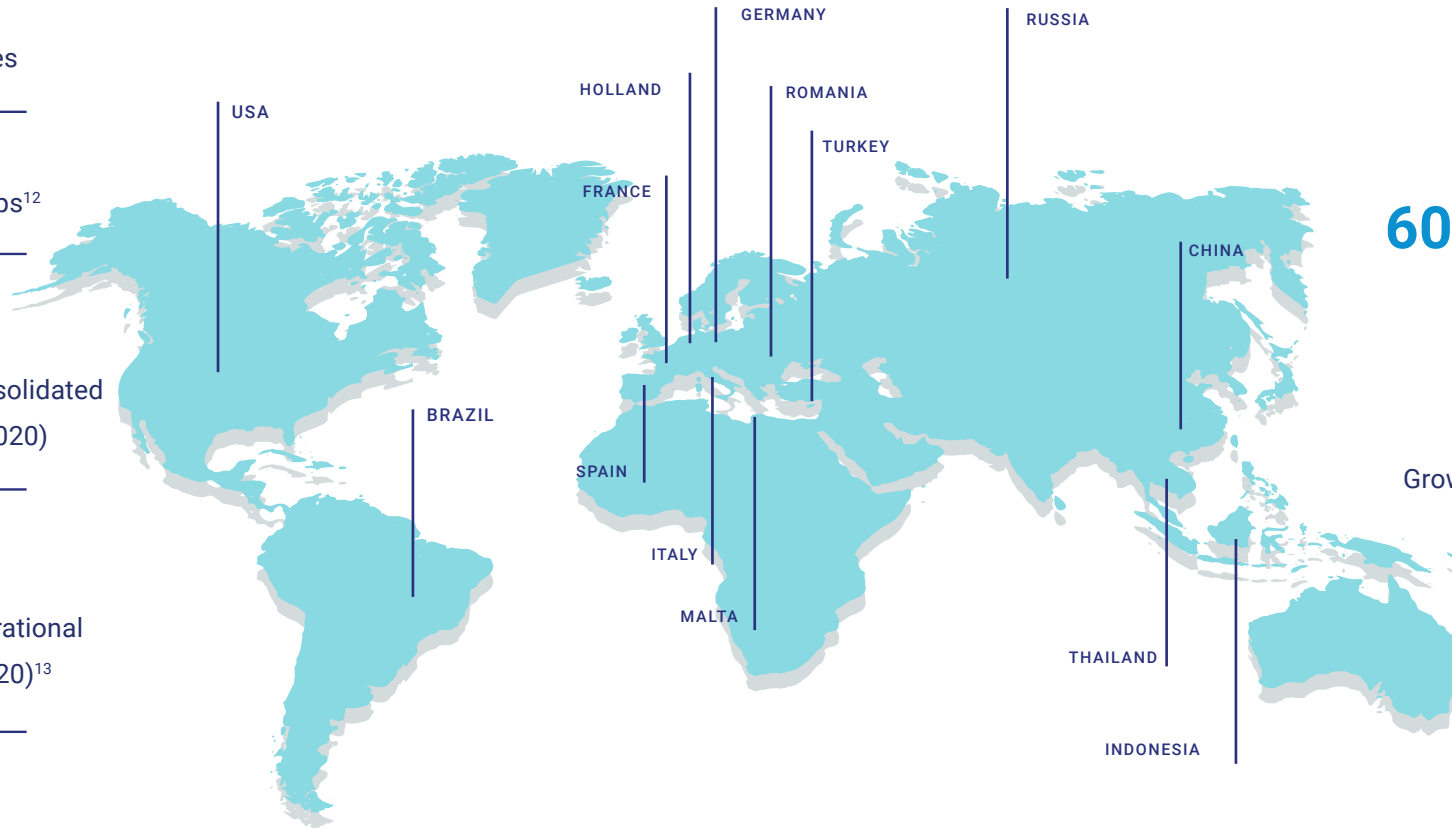 GERMANY
RUSSIA
es
HOLLAND
ROMANIA
USA
TURKEY
FRANCE
ps¹²
60
CHINA
solidated
020)
BRAZIL
SPAIN
Grov
ITALY
MALTA
rational
20)¹³
THAILAND
INDONESIA